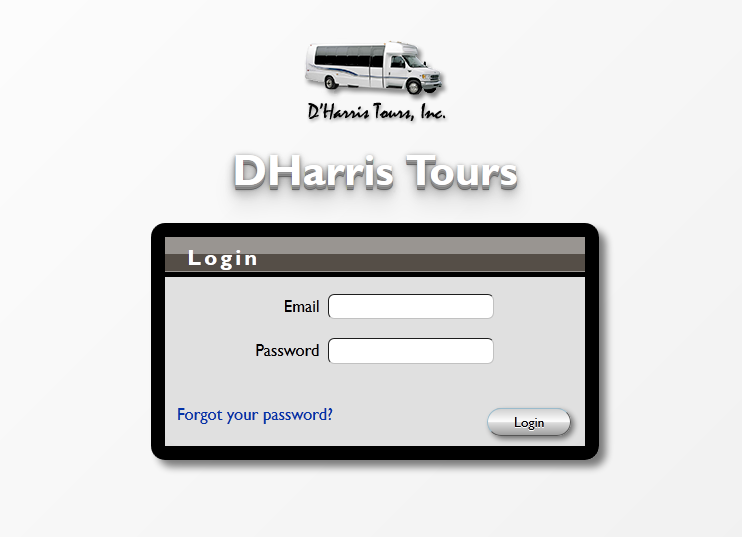 D'Harris Tours, Inc.
DHarris Tours
Login
Email
Password
Forgot your password?
Login